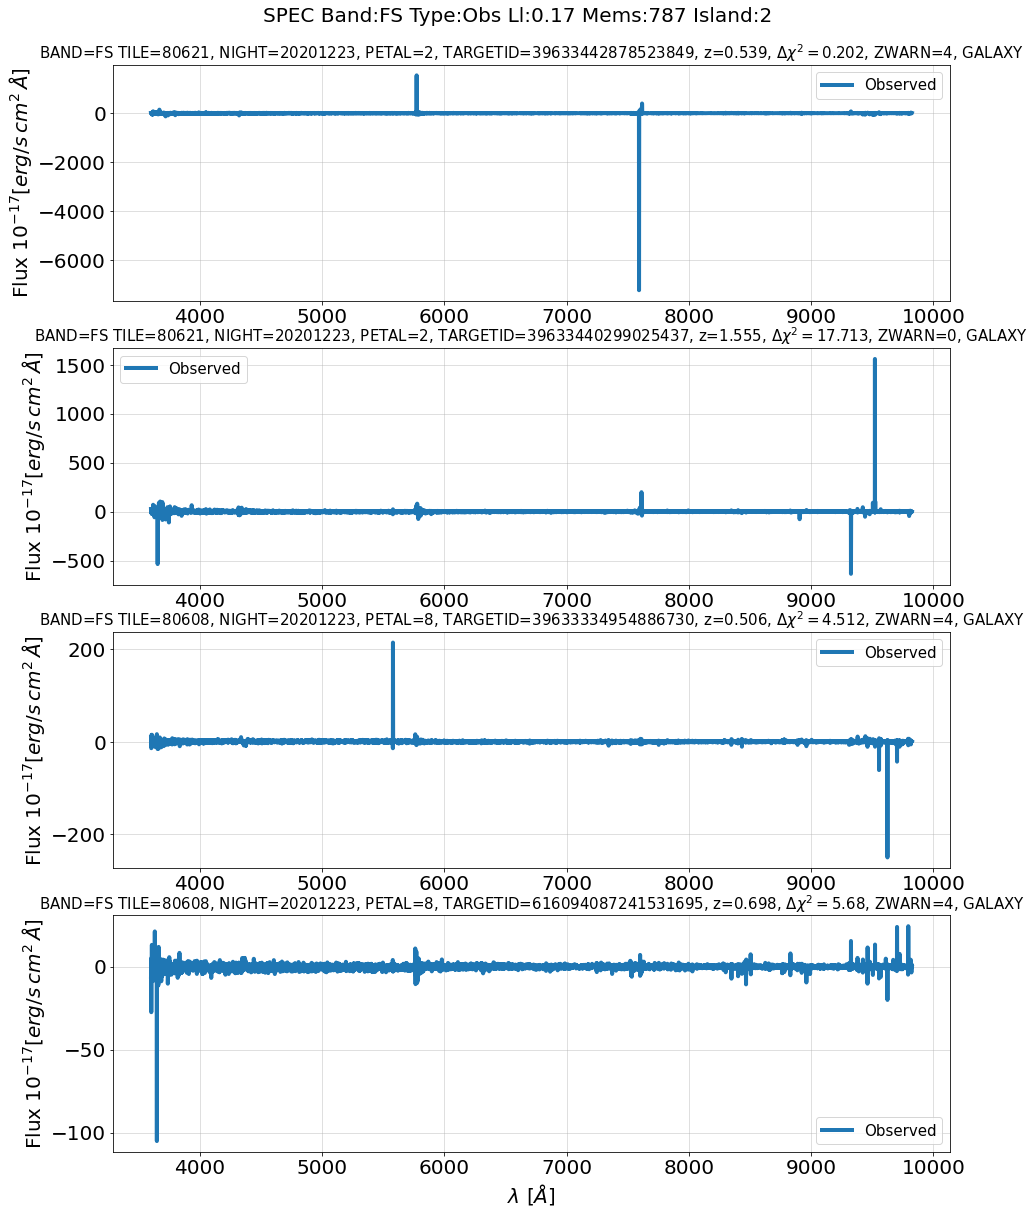 SPEC Band:FS Type:Obs Ll:0.17 Mems:787 Island:2
BAND=FS TILE=80621, NIGHT=20201223, PETAL=2, TARGETID=39633442878523849, z=0.539, Δχ²=0.202, ZWARN=4, GALAXY
Observed
0
−2000
−4000
−6000
Flux 10⁻¹⁷[erg/s cm² Å]
4000 5000 6000 7000 8000 9000 10000
BAND=FS TILE=80621, NIGHT=20201223, PETAL=2, TARGETID=39633440299025437, z=1.555, Δχ²=17.713, ZWARN=0, GALAXY
Observed
1500
1000
500
0
−500
Flux 10⁻¹⁷[erg/s cm² Å]
4000 5000 6000 7000 8000 9000 10000
BAND=FS TILE=80608, NIGHT=20201223, PETAL=8, TARGETID=39633334954886730, z=0.506, Δχ²=4.512, ZWARN=4, GALAXY
Observed
200
0
−200
Flux 10⁻¹⁷[erg/s cm² Å]
4000 5000 6000 7000 8000 9000 10000
BAND=FS TILE=80608, NIGHT=20201223, PETAL=8, TARGETID=616094087241531695, z=0.698, Δχ²=5.68, ZWARN=4, GALAXY
0
−50
−100
Flux 10⁻¹⁷[erg/s cm² Å]
Observed
4000 5000 6000 7000 8000 9000 10000
λ [Å]